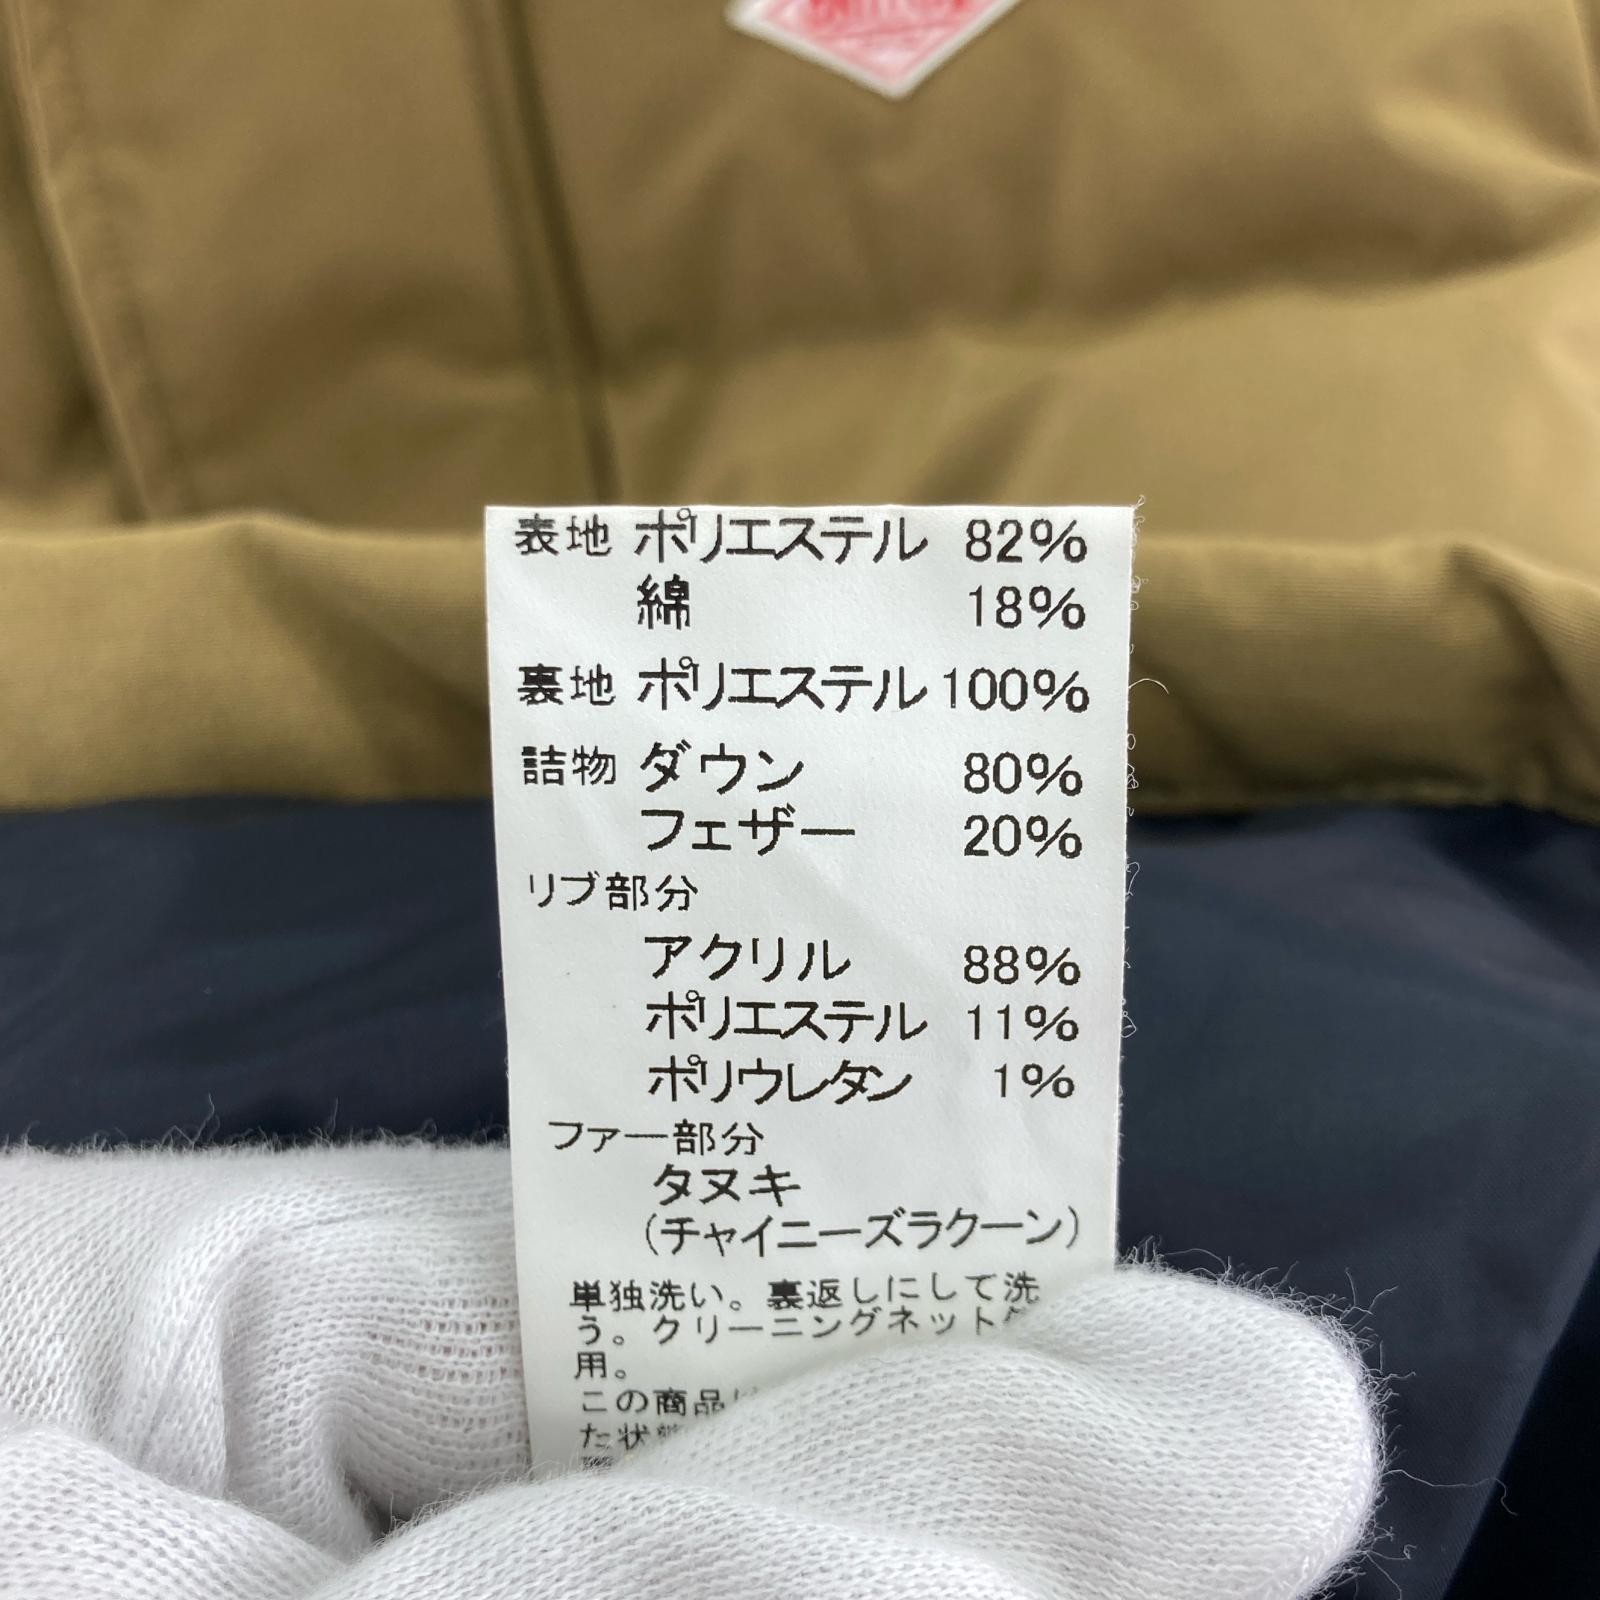 表地 ポリエステル 82%
綿 18%
裏地 ポリエステル 100%
詰物 ダウン 80%
フェザー 20%
リブ部分
アクリル 88%
ポリエステル 11%
ポリウレタン 1%
ファー部分
タヌキ
(チャイニーズラクーン)
単独洗い。裏返しにして洗
う。クリーニングネット
用。
この商品
た状